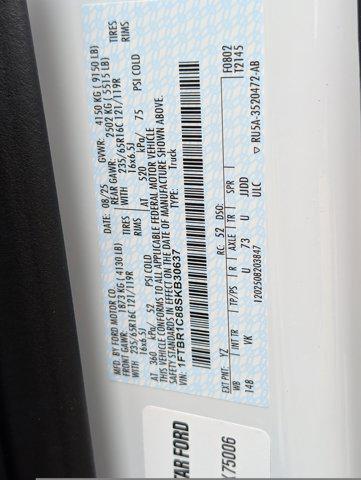 MFD. BY FORD MOTOR CO.
DATE: 08/25 GVWR: 4150 KG ( 9150 LB)
FRONT GAWR: 1873 KG ( 4130 LB) REAR GAWR: 2502 KG ( 5515 LB)
WITH 235/65R16C 121/119R TIRES WITH 235/65R16C 121/119R TIRES
16x6.5J RIMS 16x6.5J RIMS
AT 360 kPa/ 52 PSI COLD AT 520 kPa/ 75 PSI COLD
THIS VEHICLE CONFORMS TO ALL APPLICABLE FEDERAL MOTOR VEHICLE
SAFETY STANDARDS IN EFFECT ON THE DATE OF MANUFACTURE SHOWN ABOVE.
VIN: 1FTBR1C88SKB30637
TYPE: Truck
F0802
T2145
EXT PNT: YZ RC: 52 DSO:
WB INT TR TP/PS R AXLE TR SPR
148 VK U 73 U JJDD
1202508203847 ULC
RU5A-3520472-AB
TAR FORD
K75006